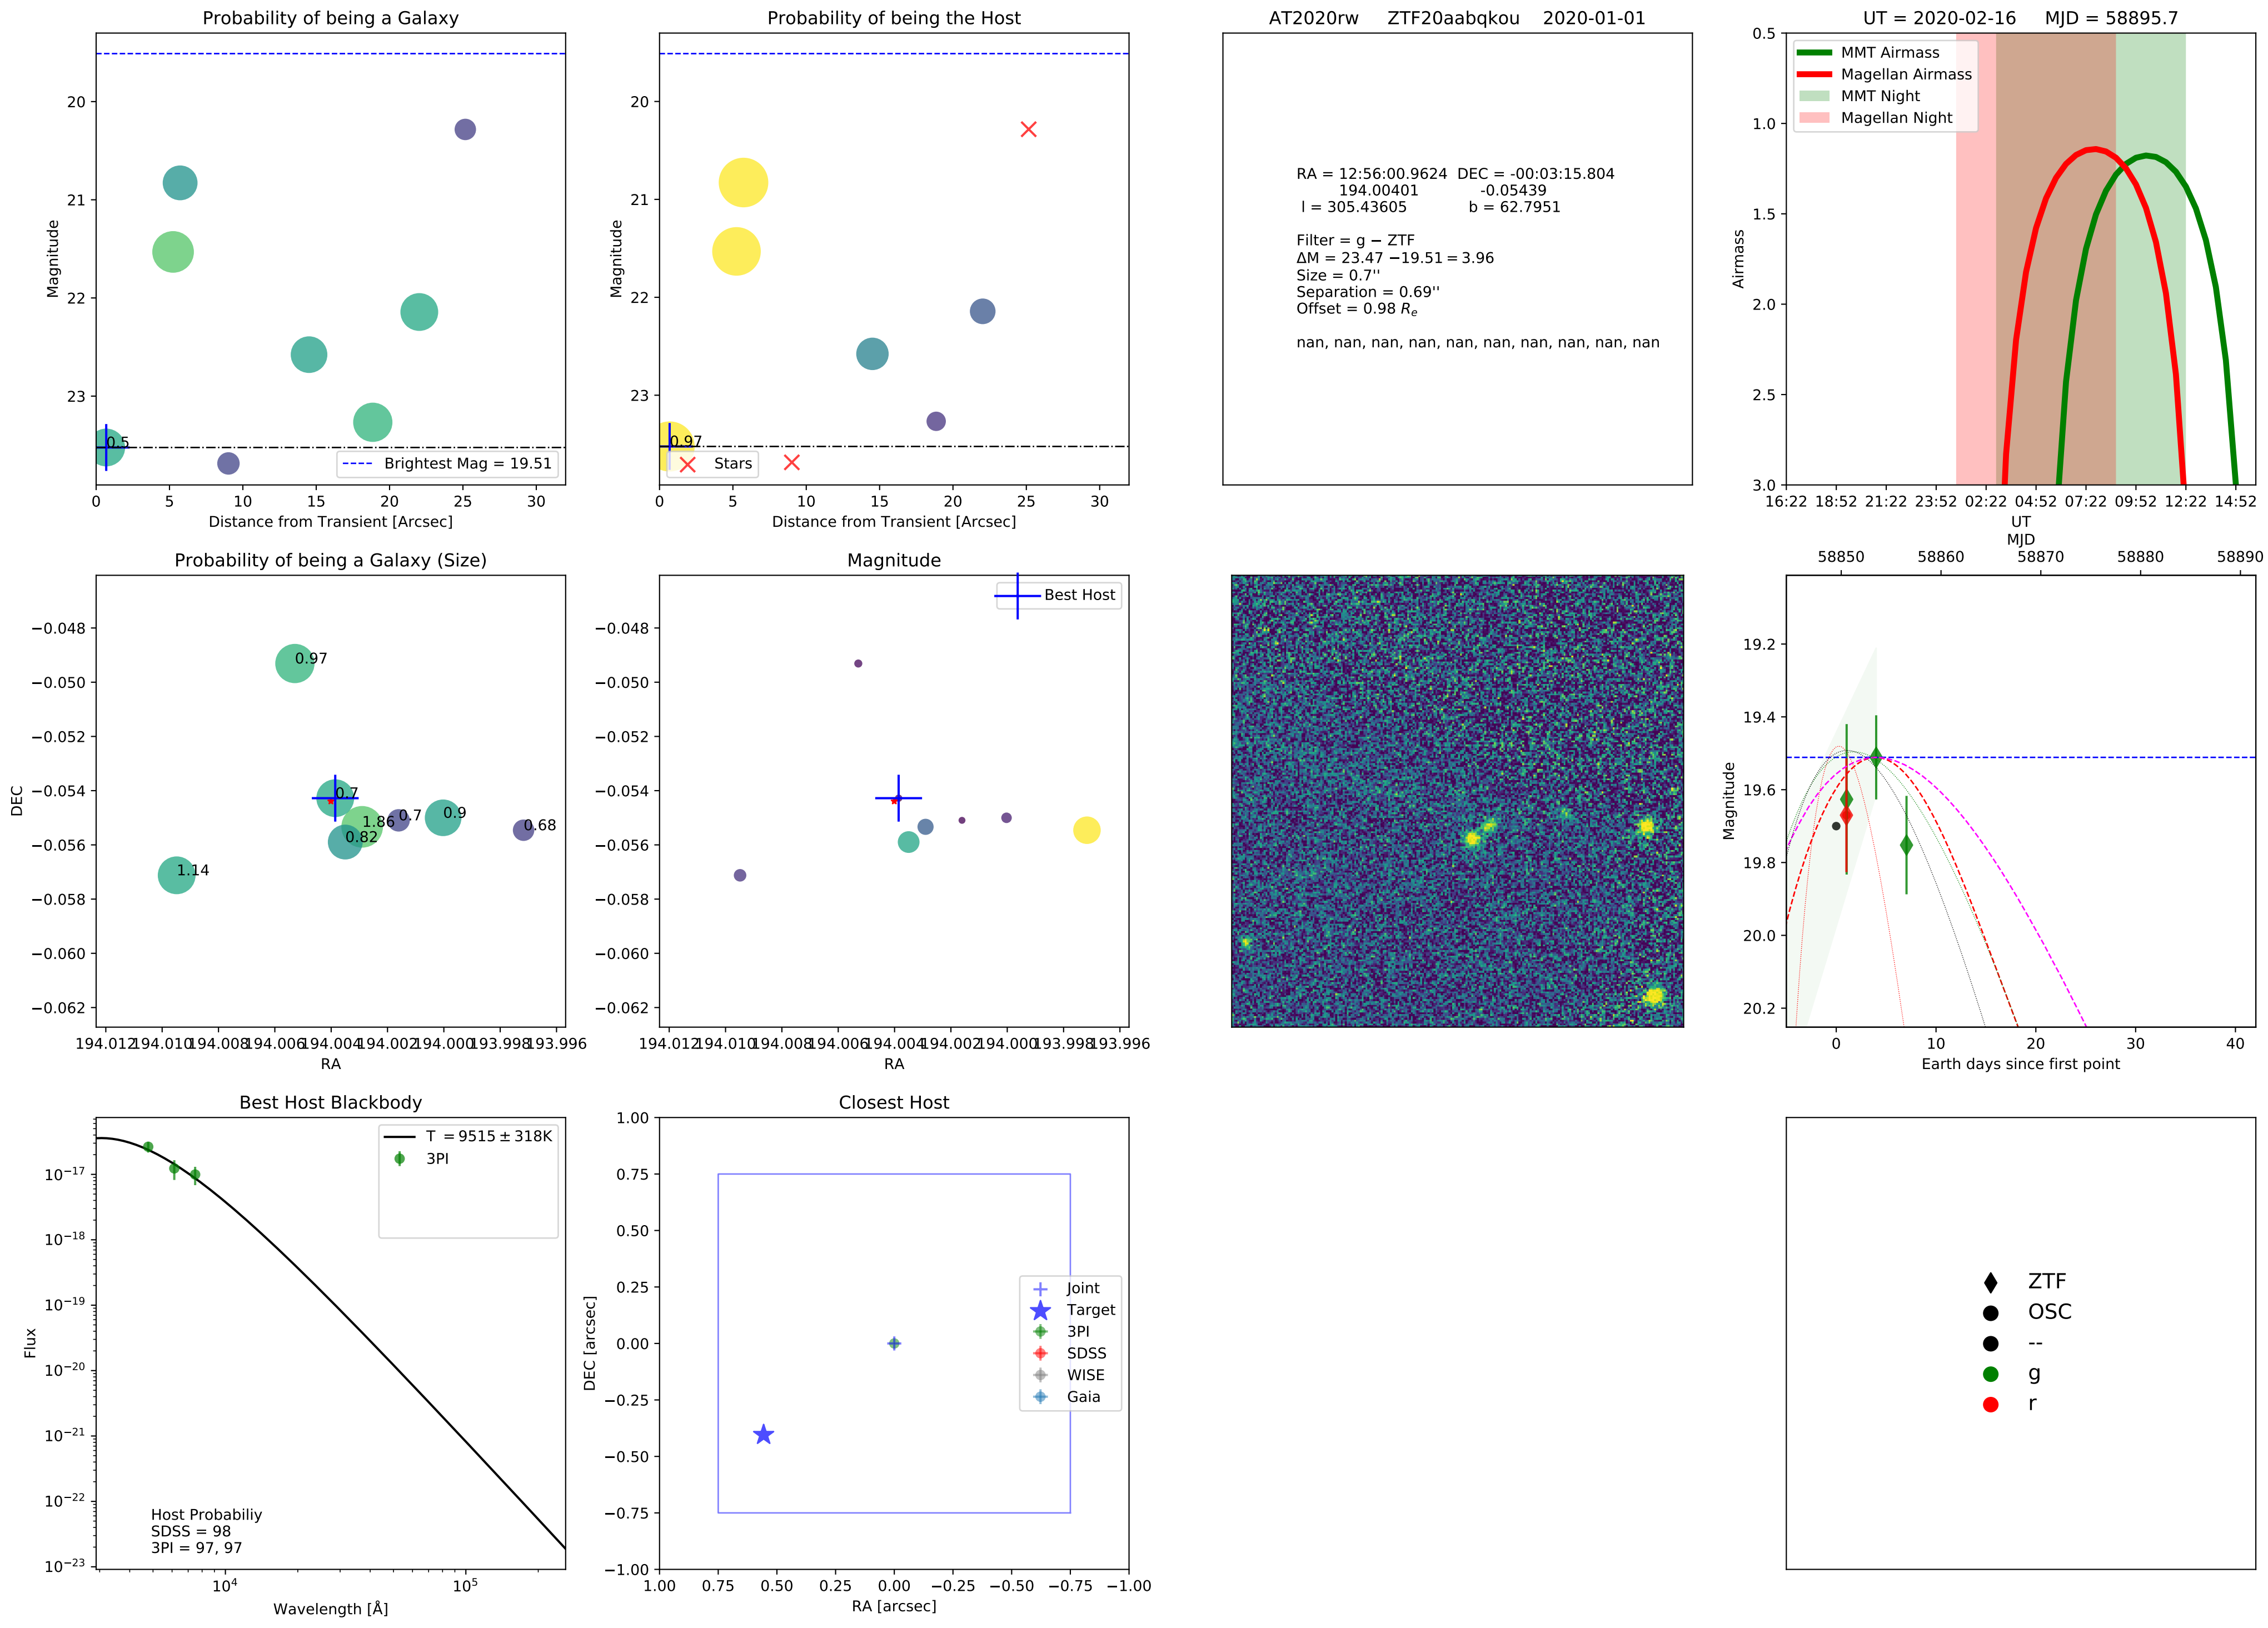 Probability of being a Galaxy
20
21
22
23
Magnitude
0.5
Brightest Mag = 19.51
0 5 10 15 20 25 30
Distance from Transient [Arcsec]
Probability of being the Host
20
21
22
23
Magnitude
0.97
Stars
0 5 10 15 20 25 30
Distance from Transient [Arcsec]
AT2020rw ZTF20aabqkou 2020-01-01
RA = 12:56:00.9624 DEC = -00:03:15.804
194.00401 -0.05439
l = 305.43605 b = 62.7951
Filter = g − ZTF
ΔM = 23.47 −19.51 = 3.96
Size = 0.7''
Separation = 0.69''
Offset = 0.98 Rₑ
nan, nan, nan, nan, nan, nan, nan, nan, nan, nan
UT = 2020-02-16 MJD = 58895.7
MMT Airmass
Magellan Airmass
MMT Night
Magellan Night
0.5
1.0
1.5
2.0
2.5
3.0
Airmass
16:22 18:52 21:22 23:52 02:22 04:52 07:22 09:52 12:22 14:52
UT
Probability of being a Galaxy (Size)
−0.048
−0.050
−0.052
−0.054
−0.056
−0.058
−0.060
−0.062
DEC
0.97
0.7
1.86
0.7
0.9
0.68
0.82
1.14
194.012 194.010 194.008 194.006 194.004 194.002 194.000 193.998 193.996
RA
Magnitude
Best Host
−0.048
−0.050
−0.052
−0.054
−0.056
−0.058
−0.060
−0.062
194.012 194.010 194.008 194.006 194.004 194.002 194.000 193.998 193.996
RA
MJD
58850 58860 58870 58880 58890
19.2
19.4
19.6
19.8
20.0
20.2
Magnitude
0 10 20 30 40
Earth days since first point
Best Host Blackbody
T = 9515 ± 318K
3PI
10⁻¹⁷
10⁻¹⁸
10⁻¹⁹
10⁻²⁰
10⁻²¹
10⁻²²
10⁻²³
Flux
Host Probabiliy
SDSS = 98
3PI = 97, 97
10⁴ 10⁵
Wavelength [Å]
Closest Host
1.00
0.75
0.50
0.25
0.00
−0.25
−0.50
−0.75
−1.00
DEC [arcsec]
Joint
Target
3PI
SDSS
WISE
Gaia
1.00 0.75 0.50 0.25 0.00 −0.25 −0.50 −0.75 −1.00
RA [arcsec]
ZTF
OSC
--
g
r